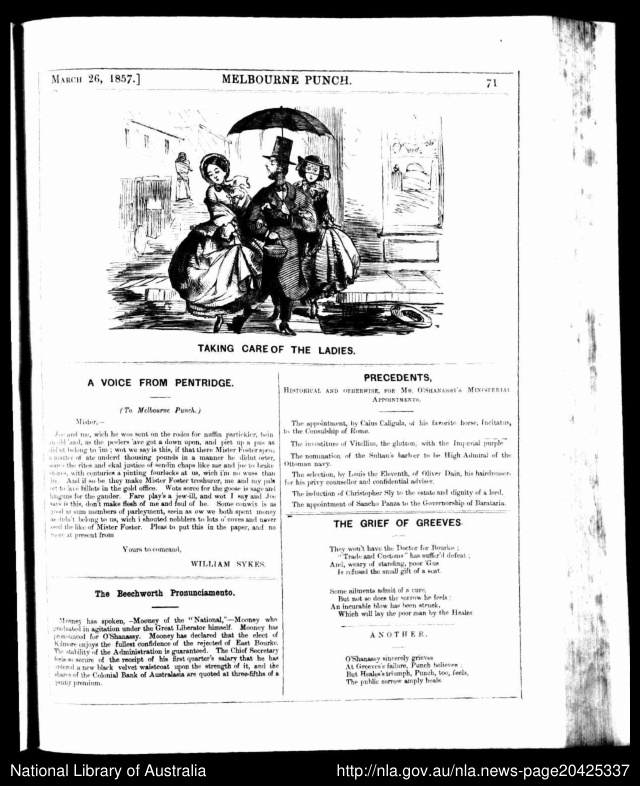 MARCH 26, 1857.]
MELBOURNE PUNCH.
71
TAKING CARE OF THE LADIES.
A VOICE FROM PENTRIDGE.
(To Melbourne Punch.)
Mister,—
and me, wich he was sent on the rodes for nuffin partickler, bein
and, as the peelers 'ave got a down upon, and pict up a pus as
belong to 'im; wot we say is this, if that there Mister Foster spens
matter of ate underd thousing pounds in a manner he didnt orter,
the rites and ekal justice of sendin chaps like me and Joe to brake
with centuries a pinting fourlocks at us, wich i'm no wuss than
And if so be they make Mister Foster treshurer, me and my pals
to 'ave billets in the gold office. Wots sorce for the goose is sage and
for the gander. Fare play's a jew-ill, and wot I say and Joe
says is this, don't make flesh of me and foul of he. Some convix is as
good as sum members of parleyment, seein as ow we both spent money
as didn't belong to us, wich i shouted nobblers to lots o' coves and never
the like of Mister Foster. Pleas to put this in the paper, and no
at present from
Yours to comeand,
WILLIAM SYKES.
The Beechworth Pronunciamento.
Mooney has spoken,—Mooney of the "National,"—Mooney who
graduated in agitation under the Great Liberator himself. Mooney has
pronounced for O'Shanassy. Mooney has declared that the elect of
Kilmore enjoys the fullest confidence of the rejected of East Bourke.
The stability of the Administration is guaranteed. The Chief Secretary
feels so secure of the receipt of his first quarter's salary that he has
ordered a new black velvet waistcoat upon the strength of it, and the
shares of the Colonial Bank of Australasia are quoted at three-fifths of a
penny premium.
PRECEDENTS,
HISTORICAL AND OTHERWISE, FOR MR. O'SHANASSY'S MINISTERIAL
APPOINTMENTS.
The appointment, by Caius Caligula, of his favorite horse, Incitatus,
to the Consulship of Rome.
The investiture of Vitellius, the glutton, with the Imperial purple
The nomination of the Sultan's barber to be High Admiral of the
Ottoman navy.
The selection, by Louis the Eleventh, of Oliver Dain, his hairdresser,
for his privy counsellor and confidential adviser.
The induction of Christopher Sly to the estate and dignity of a lord.
The appointment of Sancho Panza to the Governorship of Barataria.
THE GRIEF OF GREEVES
They won't have the Doctor for Bourke;
"Trade and Customs" has suffer'd defeat;
And, weary of standing, poor 'Gus
Is refused the small gift of a seat.
Some ailments admit of a cure,
But not so does the sorrow he feels;
An incurable blow has been struck,
Which will lay the poor man by the Heales
ANOTHER.
O'Shanassy sincerely grieves
At Greeves's failure, Punch believes;
But Heales's triumph, Punch, too, feels,
The public sorrow amply heals
National Library of Australia
http://nla.gov.au/nla.news-page20425337